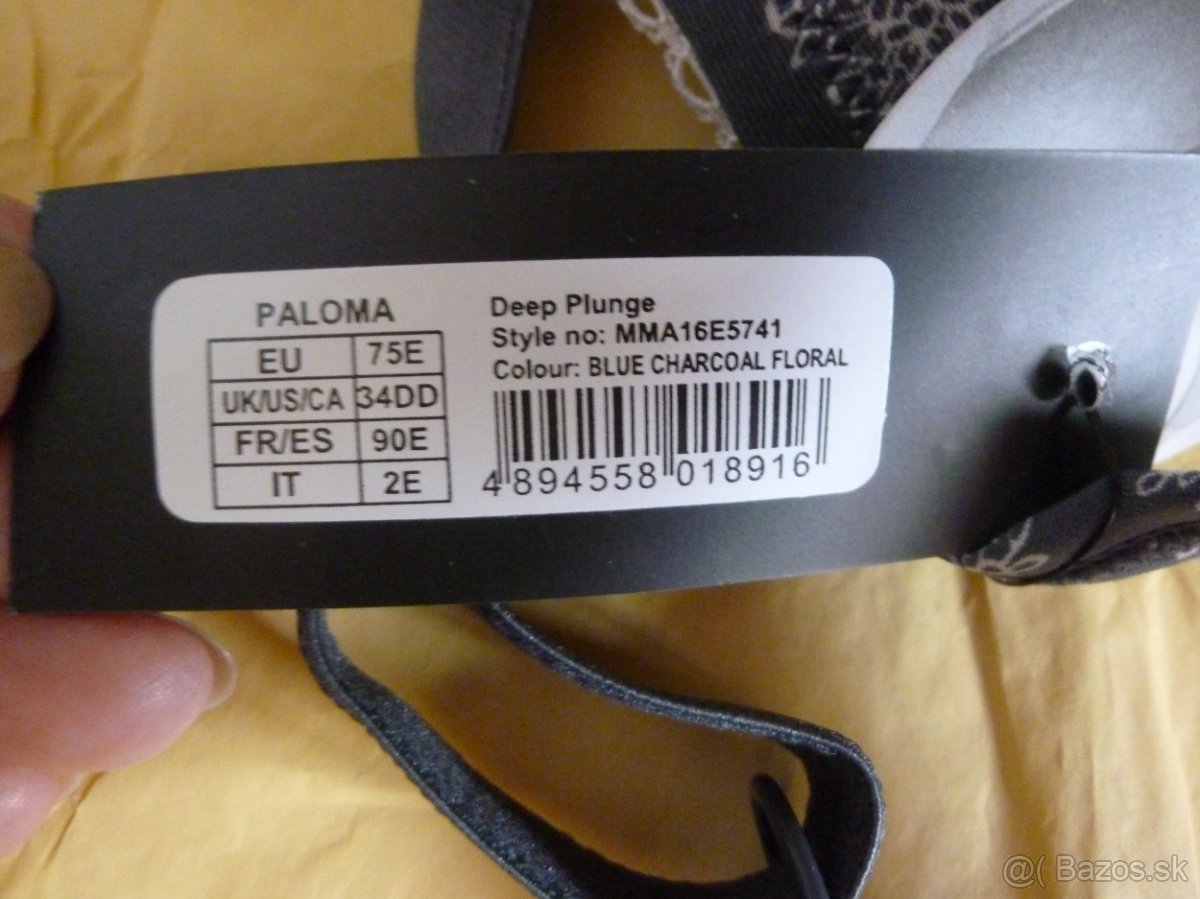 PALOMA
EU 75E
UK/US/CA 34DD
FR/ES 90E
IT 2E
Deep Plunge
Style no: MMA16E5741
Colour: BLUE CHARCOAL FLORAL
4 894558 018916
@( Bazos.sk